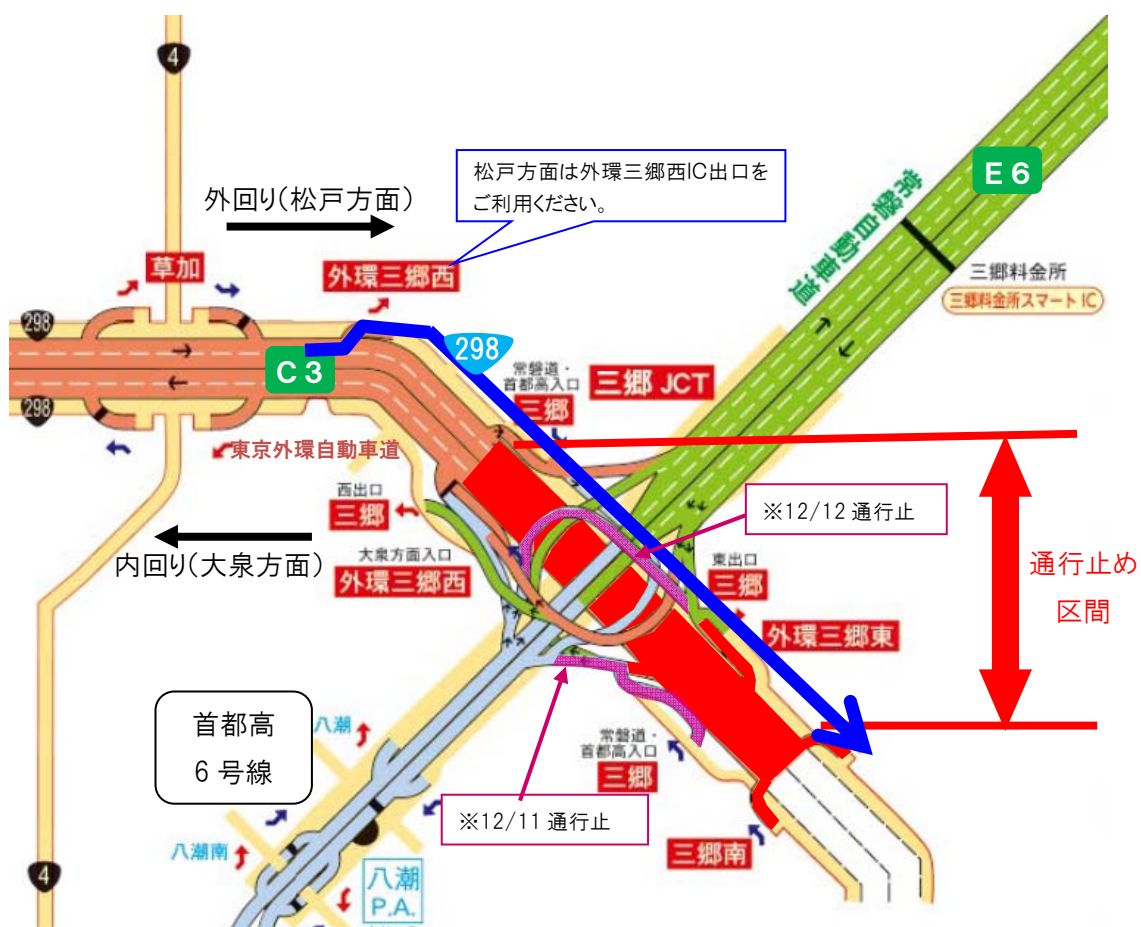 4
松戸方面は外環三郷西IC出口を
ご利用ください。
外回り(松戸方面)
E6
常磐自動車道
草加
外環三郷西
三郷料金所
三郷料金所スマートIC
298
C3
298
常磐道・
首都高入口
三郷
三郷 JCT
298
東京外環自動車道
西出口
三郷
※12/12 通行止
内回り(大泉方面)
大泉方面入口
外環三郷西
東出口
三郷
外環三郷東
通行止め
区間
首都高
6 号線
八潮
常磐道・
首都高入口
三郷
※12/11 通行止
八潮南
三郷南
4
八潮
P.A.